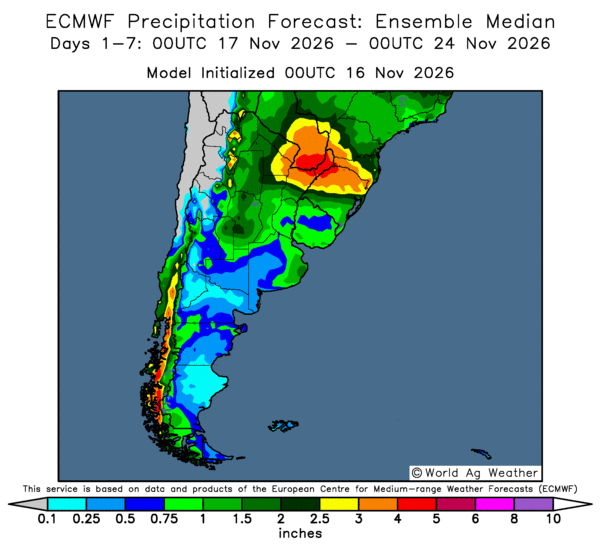 ECMWF Precipitation Forecast: Ensemble Median
Days 1–7: 00UTC 17 Nov 2026 – 00UTC 24 Nov 2026
Model Initialized 00UTC 16 Nov 2026
© World Ag Weather
This service is based on data and products of the European Centre for Medium-range Weather Forecasts (ECMWF)
0.1 0.25 0.5 0.75 1 1.5 2 2.5 3 4 5 6 8 10
inches